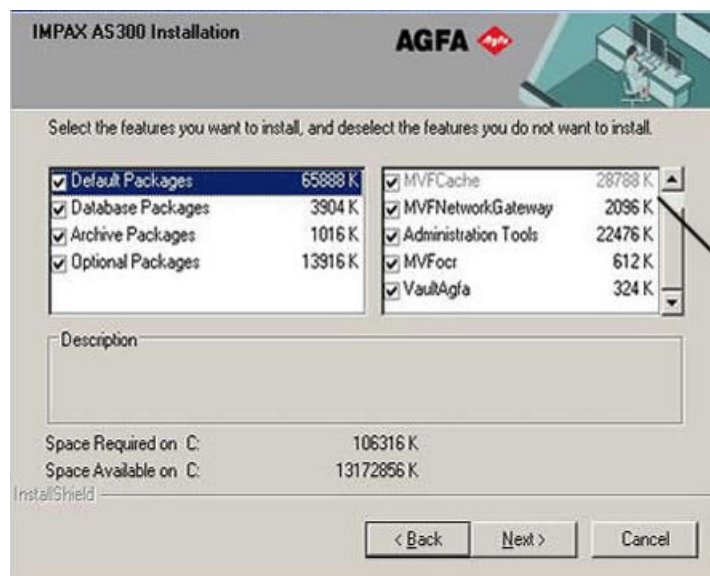 IMPAX AS300 Installation
AGFA
Select the features you want to install, and deselect the features you do not want to install.
Default Packages 65888 K
Database Packages 3904 K
Archive Packages 1016 K
Optional Packages 13916 K
MVFCache 28788 K
MVFNetworkGateway 2096 K
Administration Tools 22476 K
MVFocr 612 K
VaultAgfa 324 K
Description
Space Required on C: 106316 K
Space Available on C: 13172856 K
InstallShield
< Back Next > Cancel